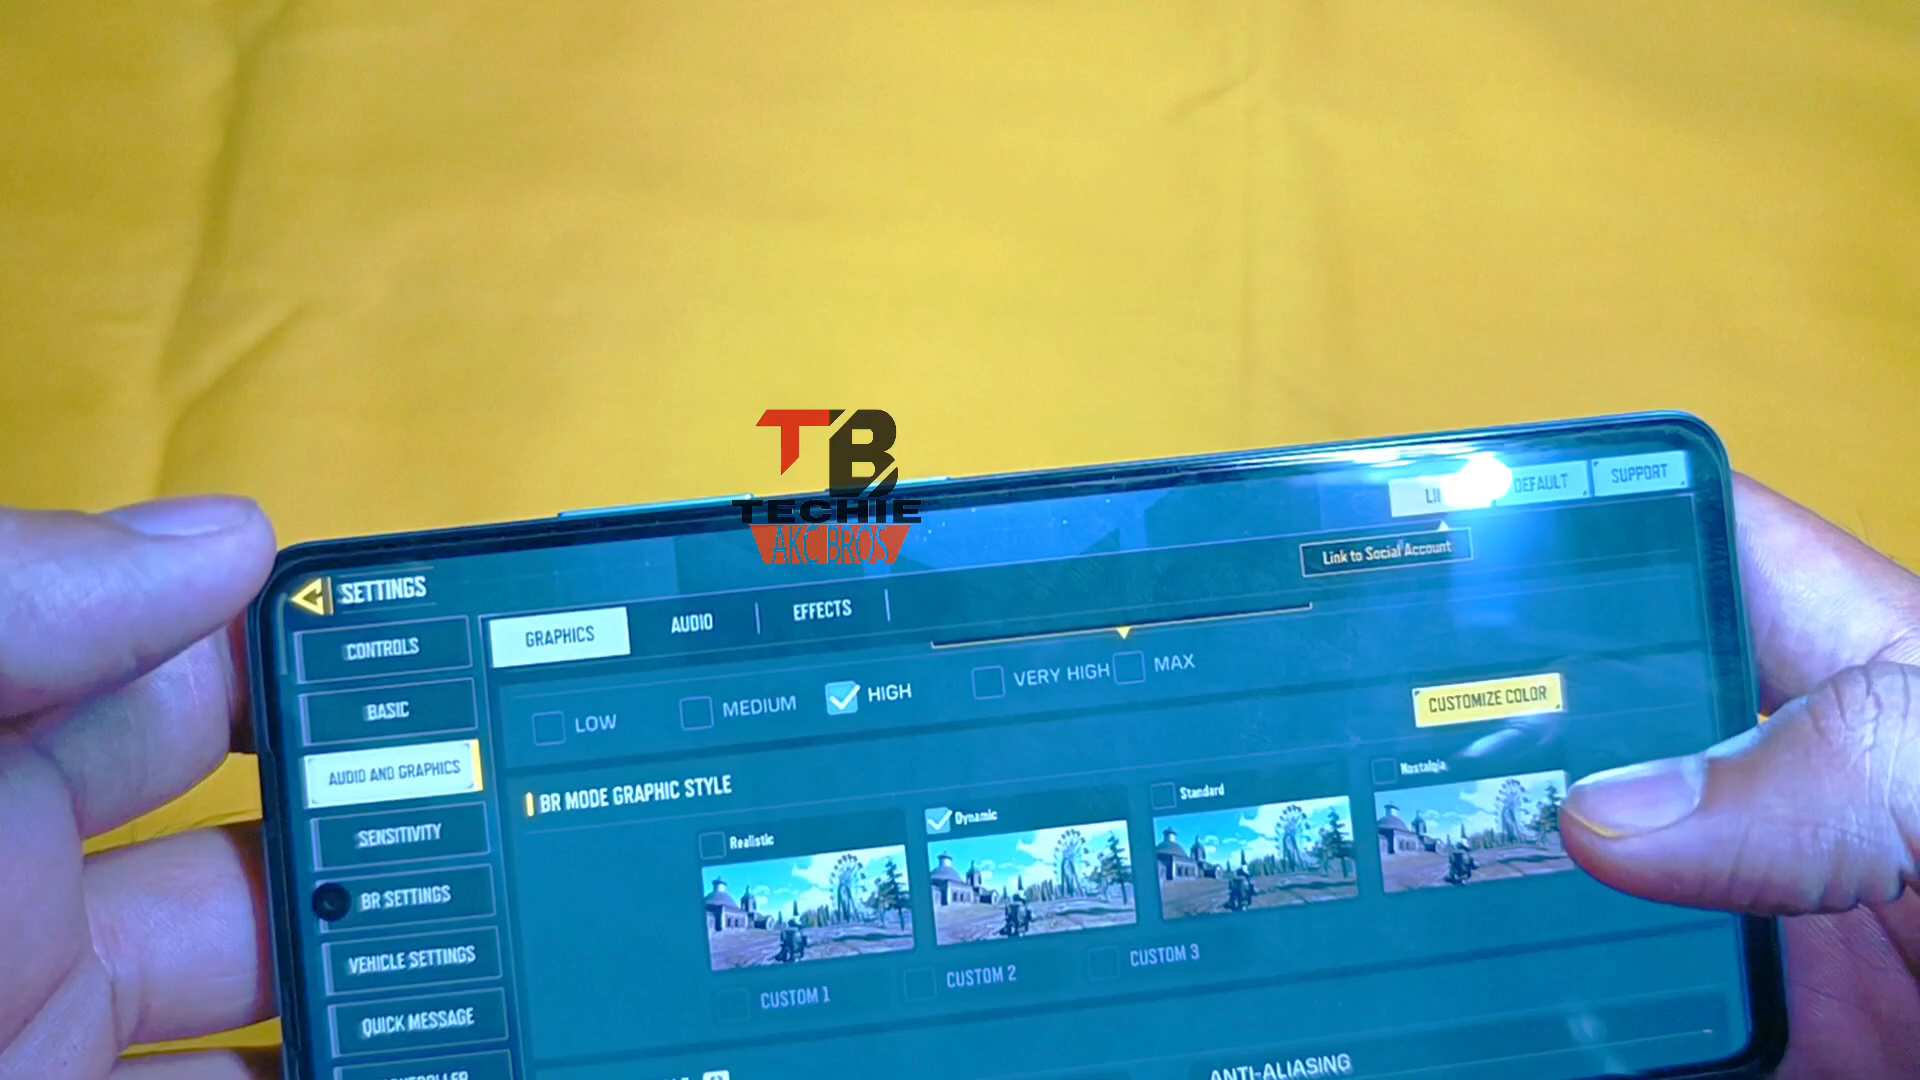 TB
TECHIE
AKC BROS
DEFAULT
SUPPORT
Link to Social Account
SETTINGS
GRAPHICS
AUDIO
EFFECTS
CONTROLS
BASIC
AUDIO AND GRAPHICS
SENSITIVITY
BR SETTINGS
VEHICLE SETTINGS
QUICK MESSAGE
LOW
MEDIUM
HIGH
VERY HIGH
MAX
CUSTOMIZE COLOR
BR MODE GRAPHIC STYLE
Realistic
Dynamic
Standard
Nostalgia
CUSTOM 1
CUSTOM 2
CUSTOM 3
ANTI-ALIASING